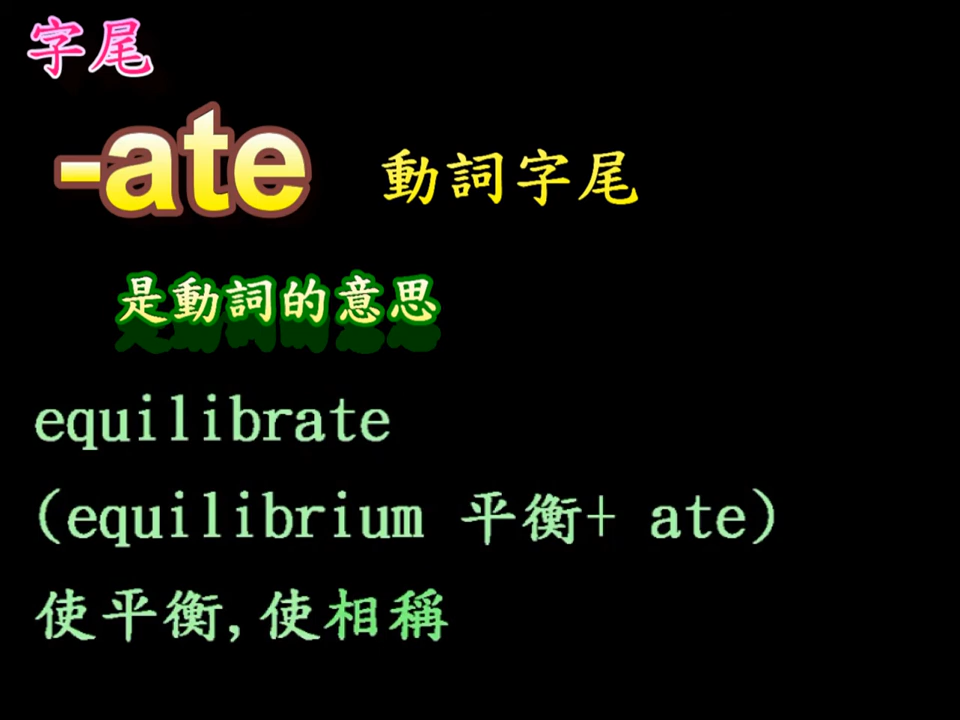 字尾
-ate 動詞字尾
是動詞的意思
equilibrate
(equilibrium 平衡+ ate)
使平衡,使相稱